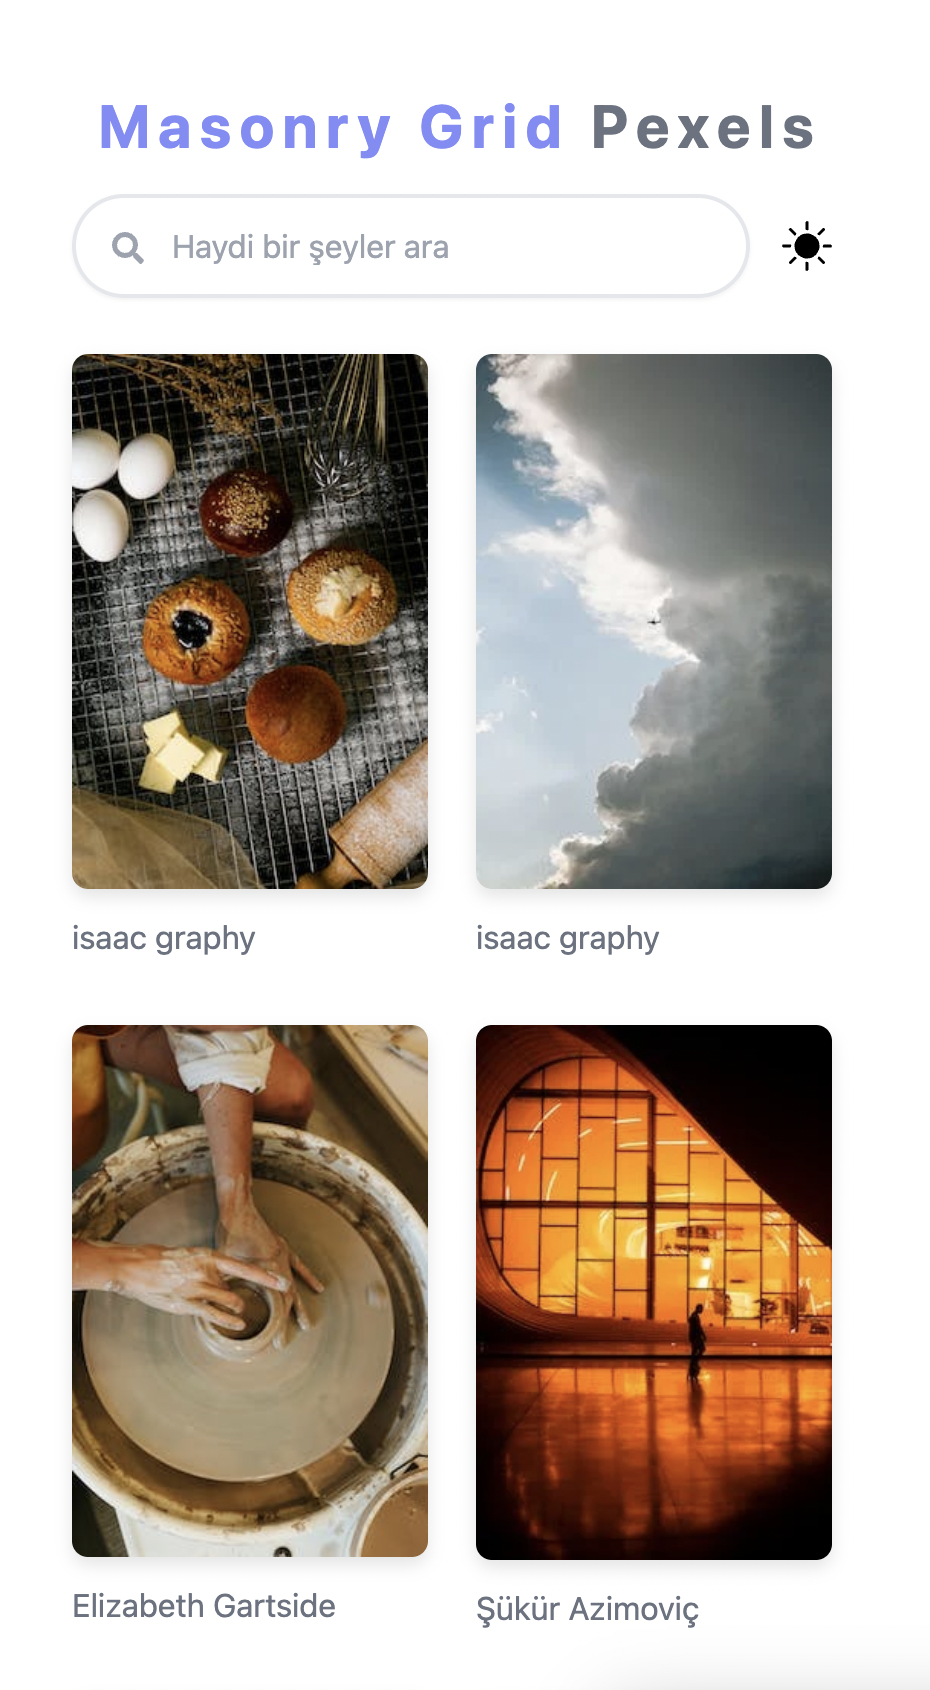 Masonry Grid Pexels
Haydi bir şeyler ara
isaac graphy
isaac graphy
Elizabeth Gartside
Şükür Azimoviç